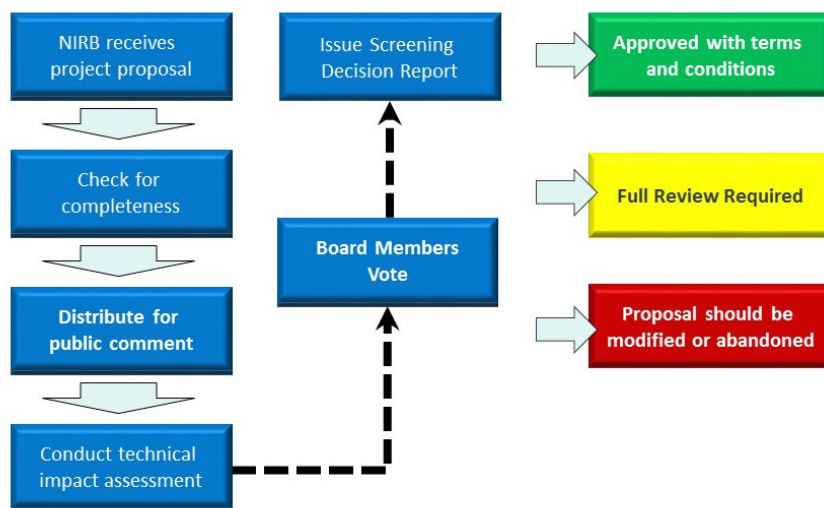 NIRB receives
project proposal
Check for
completeness
Distribute for
public comment
Conduct technical
impact assessment
Board Members
Vote
Issue Screening
Decision Report
Approved with terms
and conditions
Full Review Required
Proposal should be
modified or abandoned